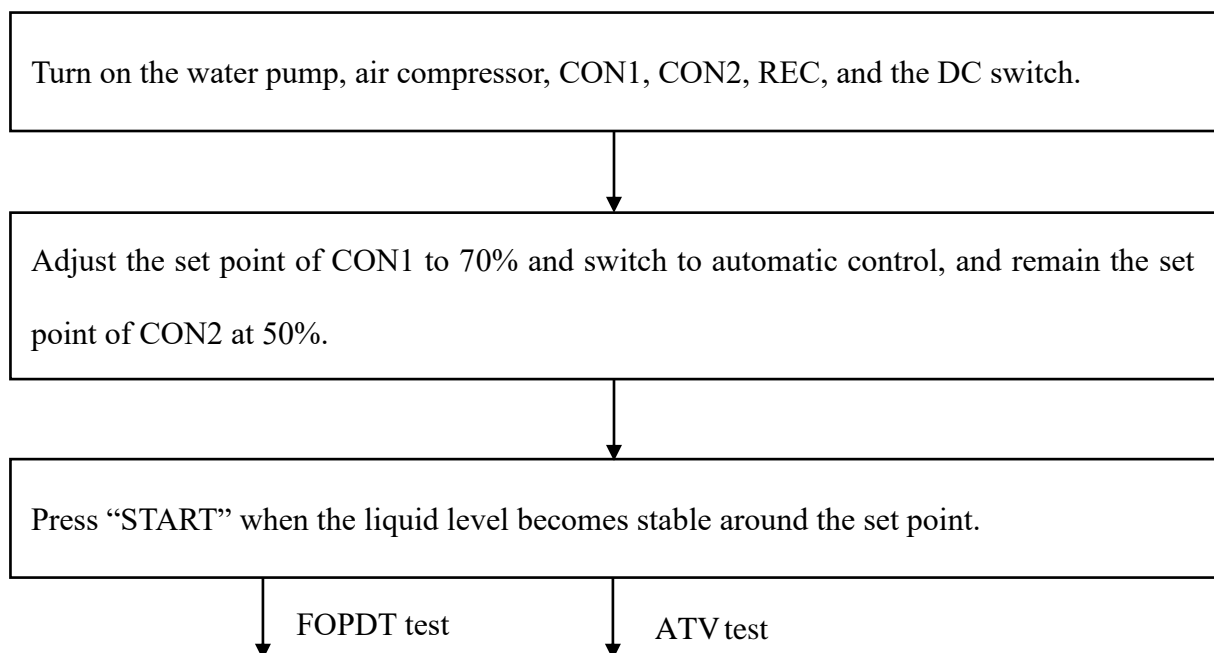 Turn on the water pump, air compressor, CON1, CON2, REC, and the DC switch.
Adjust the set point of CON1 to 70% and switch to automatic control, and remain the set
point of CON2 at 50%.
Press “START” when the liquid level becomes stable around the set point.
FOPDT test
ATV test